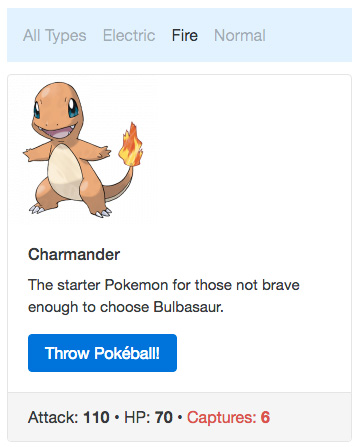 All Types Electric Fire Normal
Charmander
The starter Pokemon for those not brave
enough to choose Bulbasaur.
Throw Pokéball!
Attack: 110 • HP: 70 • Captures: 6